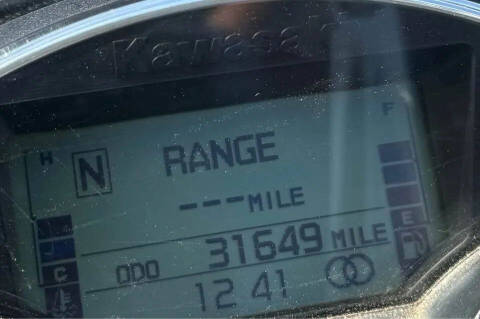 Kawasaki
H RANGE F
N
---MILE
E
C ODO 31649 MILE
12 41